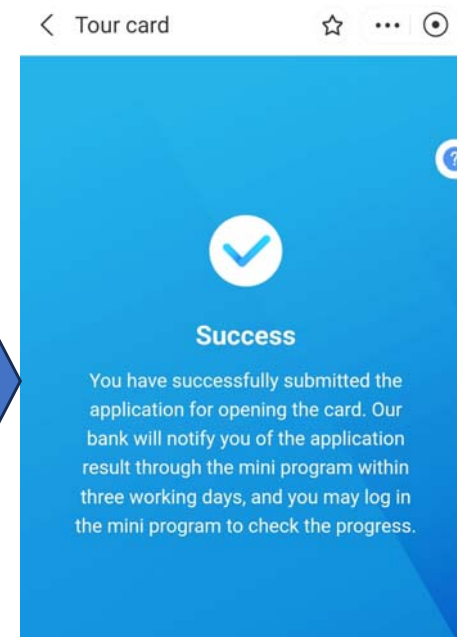 Tour card
?
Success
You have successfully submitted the
application for opening the card. Our
bank will notify you of the application
result through the mini program within
three working days, and you may log in
the mini program to check the progress.